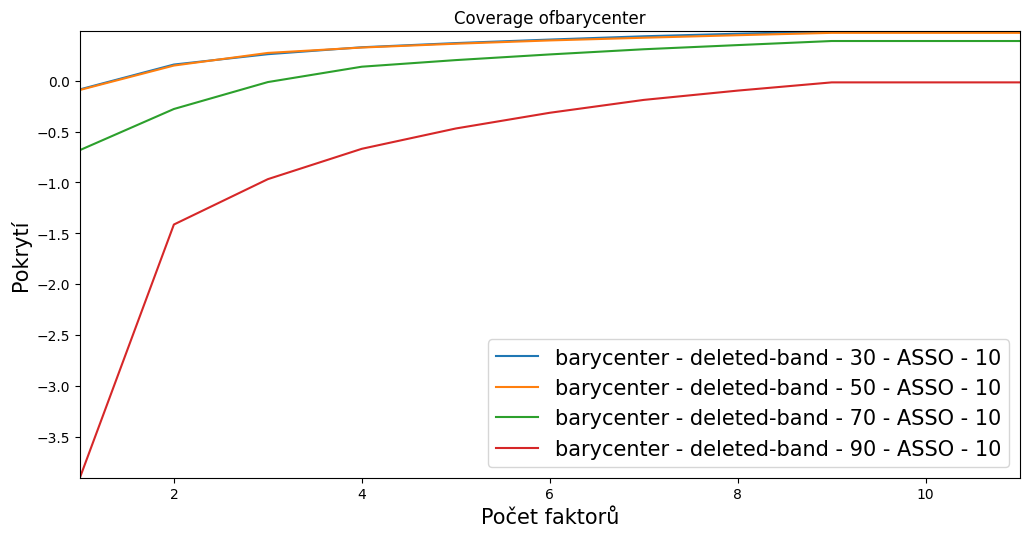 Coverage ofbarycenter
Pokrytí
0.0
−0.5
−1.0
−1.5
−2.0
−2.5
−3.0
−3.5
barycenter - deleted-band - 30 - ASSO - 10
barycenter - deleted-band - 50 - ASSO - 10
barycenter - deleted-band - 70 - ASSO - 10
barycenter - deleted-band - 90 - ASSO - 10
2 4 6 8 10
Počet faktorů